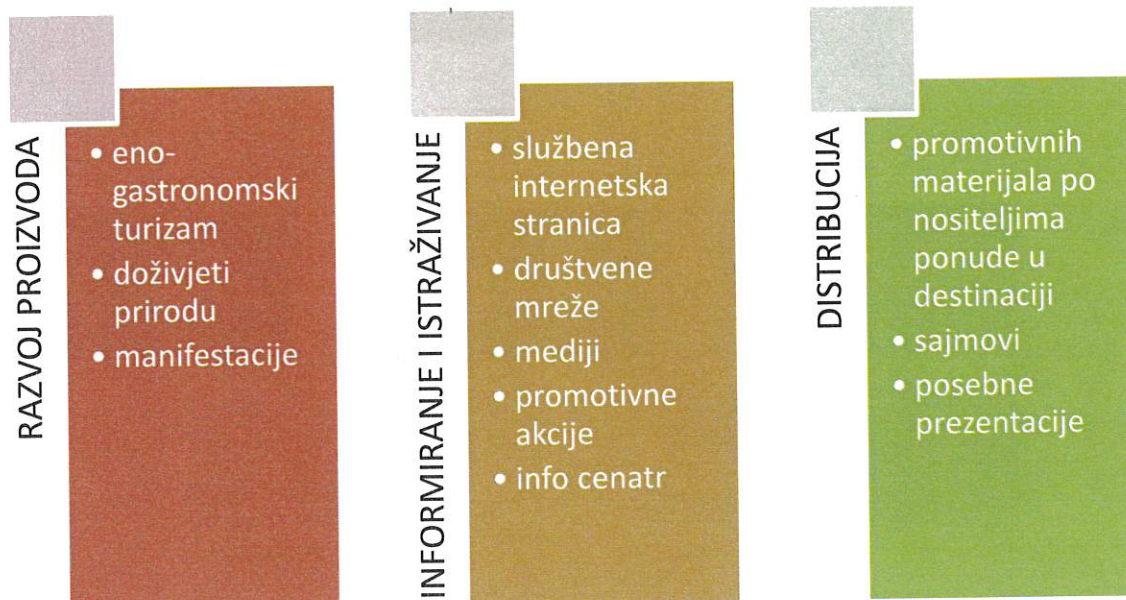 RAZVOJ PROIZVODA
• eno-
gastronomski
turizam
• doživjeti
prirodu
• manifestacije
INFORMIRANJE I ISTRAŽIVANJE
• službena
internetska
stranica
• društvene
mreže
• mediji
• promotivne
akcije
• info cenatr
DISTRIBUCIJA
• promotivnih
materijala po
nositeljima
ponude u
destinaciji
• sajmovi
• posebne
prezentacije